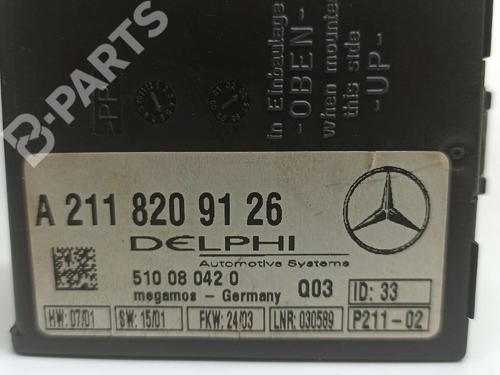 B-PARTS
in Einbaulage
-OBEN-
when mounted
this side
-UP-
A 211 820 91 26
DELPHI
Automotive Systems
510 08 042 0
megamos - Germany
Q03
ID: 33
HW: 07/01
SW: 15/01
FKW: 24/03
LNR: 030589
P211-02